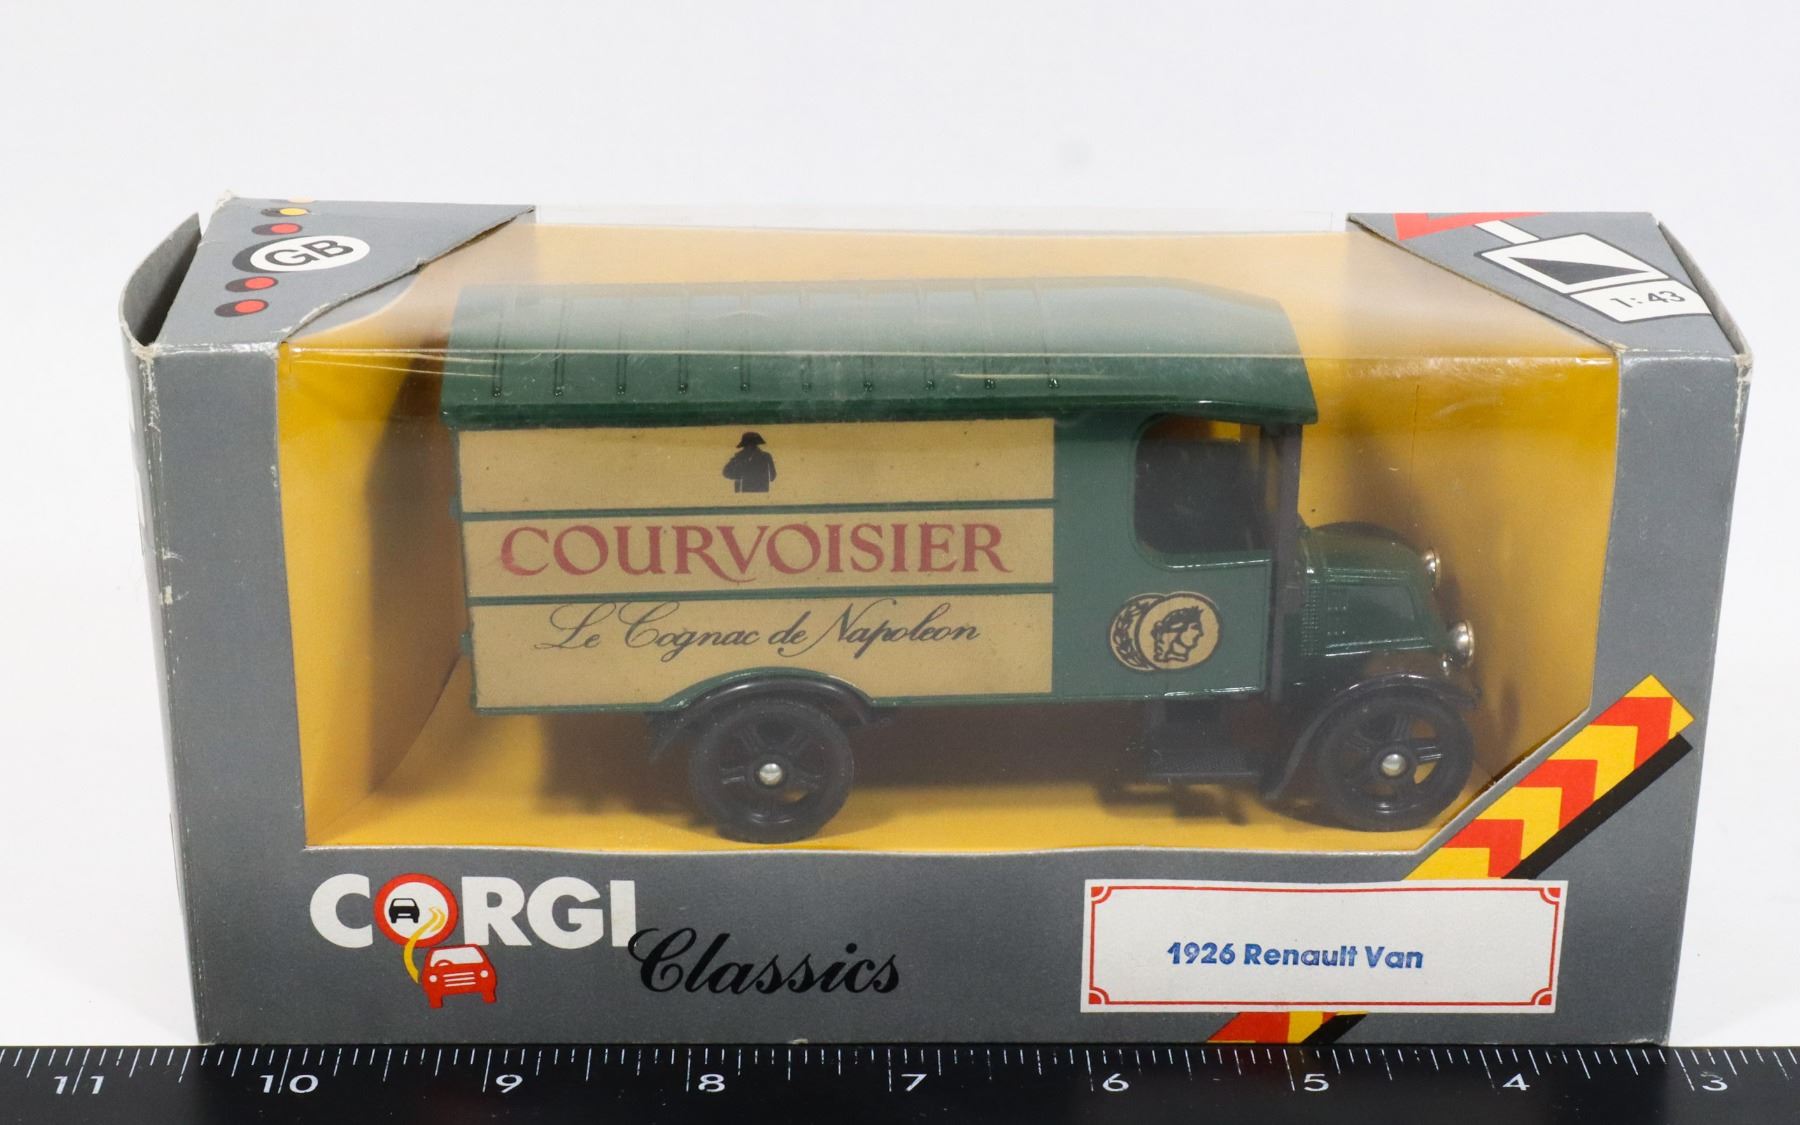 GB
1:43
COURVOISIER
Le Cognac de Napoleon
CORGI
Classics
1926 Renault Van
11 10 9 8 7 6 5 4 3